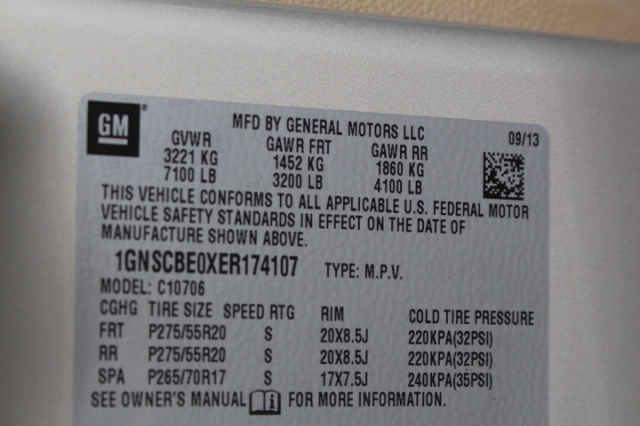 GM MFD BY GENERAL MOTORS LLC 09/13
GVWR GAWR FRT GAWR RR
3221 KG 1452 KG 1860 KG
7100 LB 3200 LB 4100 LB
THIS VEHICLE CONFORMS TO ALL APPLICABLE U.S. FEDERAL MOTOR
VEHICLE SAFETY STANDARDS IN EFFECT ON THE DATE OF
MANUFACTURE SHOWN ABOVE.
1GNSCBE0XER174107 TYPE: M.P.V.
MODEL: C10706
CGHG TIRE SIZE SPEED RTG RIM COLD TIRE PRESSURE
FRT P275/55R20 S 20X8.5J 220KPA(32PSI)
RR P275/55R20 S 20X8.5J 220KPA(32PSI)
SPA P265/70R17 S 17X7.5J 240KPA(35PSI)
SEE OWNER'S MANUAL FOR MORE INFORMATION.